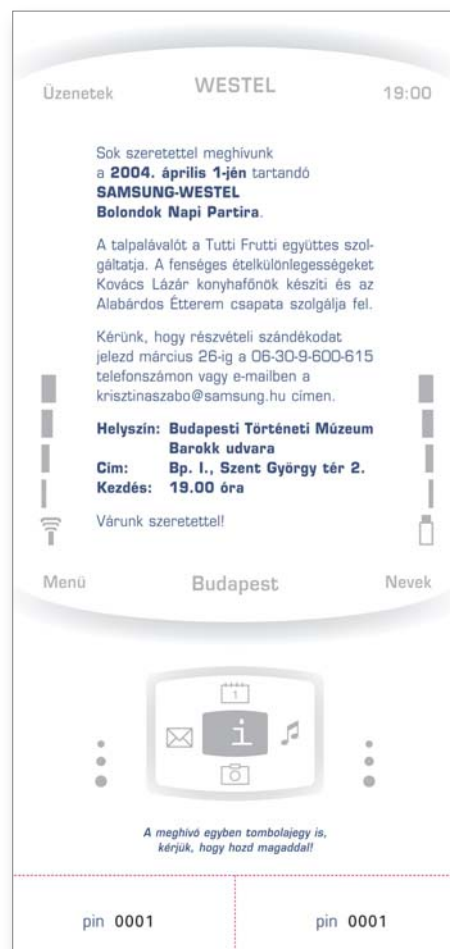 Üzenetek WESTEL 19:00
Sok szeretettel meghívunk
a 2004. április 1-jén tartandó
SAMSUNG-WESTEL
Bolondok Napi Partira.
A talpalávalót a Tutti Frutti együttes szol-
gáltatja. A fenséges ételkülönlegességeket
Kovács Lázár konyhafőnök készíti és az
Alabárdos Étterem csapata szolgálja fel.
Kérünk, hogy részvételi szándékodat
jelezd március 26-ig a 06-30-9-600-615
telefonszámon vagy e-mailben a
krisztinaszabo@samsung.hu címen.
Helyszín: Budapesti Történeti Múzeum
Barokk udvara
Cím: Bp. I., Szent György tér 2.
Kezdés: 19.00 óra
Várunk szeretettel!
Menü Budapest Nevek
1
i
A meghívó egyben tombolajegy is,
kérjük, hogy hozd magaddal!
pin 0001 pin 0001